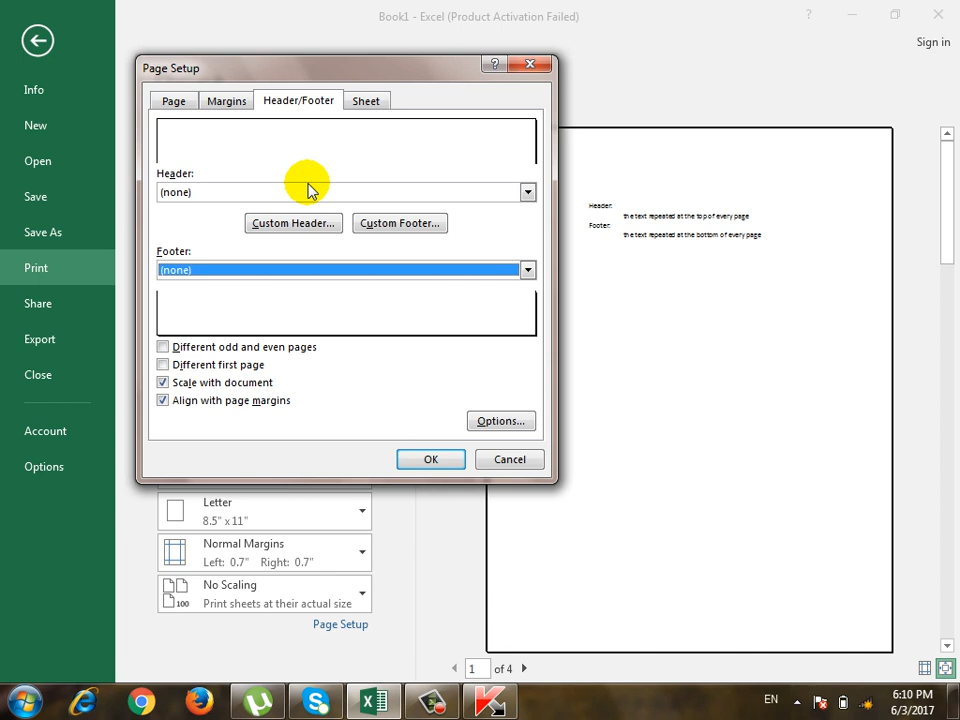 Book1 - Excel (Product Activation Failed)
?
Sign in
Info
New
Open
Save
Save As
Print
Share
Export
Close
Account
Options
Page Setup
?
Page
Margins
Header/Footer
Sheet
Header:
(none)
Custom Header...
Custom Footer...
Footer:
(none)
Different odd and even pages
Different first page
Scale with document
Align with page margins
Options...
OK
Cancel
Letter
8.5" x 11"
Normal Margins
Left: 0.7" Right: 0.7"
No Scaling
100
Print sheets at their actual size
Page Setup
Header:
the text repeated at the top of every page
Footer:
the text repeated at the bottom of every page
1 of 4
EN
6:10 PM
6/3/2017